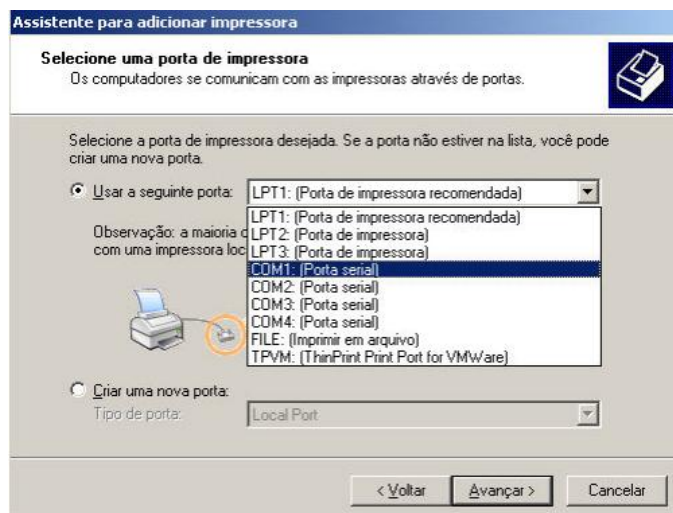 Assistente para adicionar impressora
Selecione uma porta de impressora
Os computadores se comunicam com as impressoras através de portas.
Selecione a porta de impressora desejada. Se a porta não estiver na lista, você pode
criar uma nova porta.
Usar a seguinte porta: LPT1: (Porta de impressora recomendada)
LPT1: (Porta de impressora recomendada)
Observação: a maioria LPT2: (Porta de impressora)
com uma impressora LPT3: (Porta de impressora)
COM1: (Porta serial)
COM2: (Porta serial)
COM3: (Porta serial)
COM4: (Porta serial)
FILE: (Imprimir em arquivo)
TPVM: (ThinPrint Print Port for VMWare)
Criar uma nova porta:
Tipo de porta: Local Port
< Voltar Avançar > Cancelar